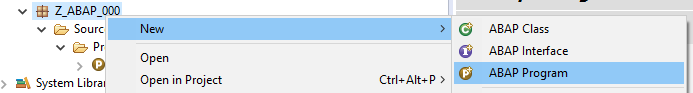 Z_ABAP_000
Sourc
Pr
System Librar
New
Open
Open in Project Ctrl+Alt+P
ABAP Class
ABAP Interface
ABAP Program